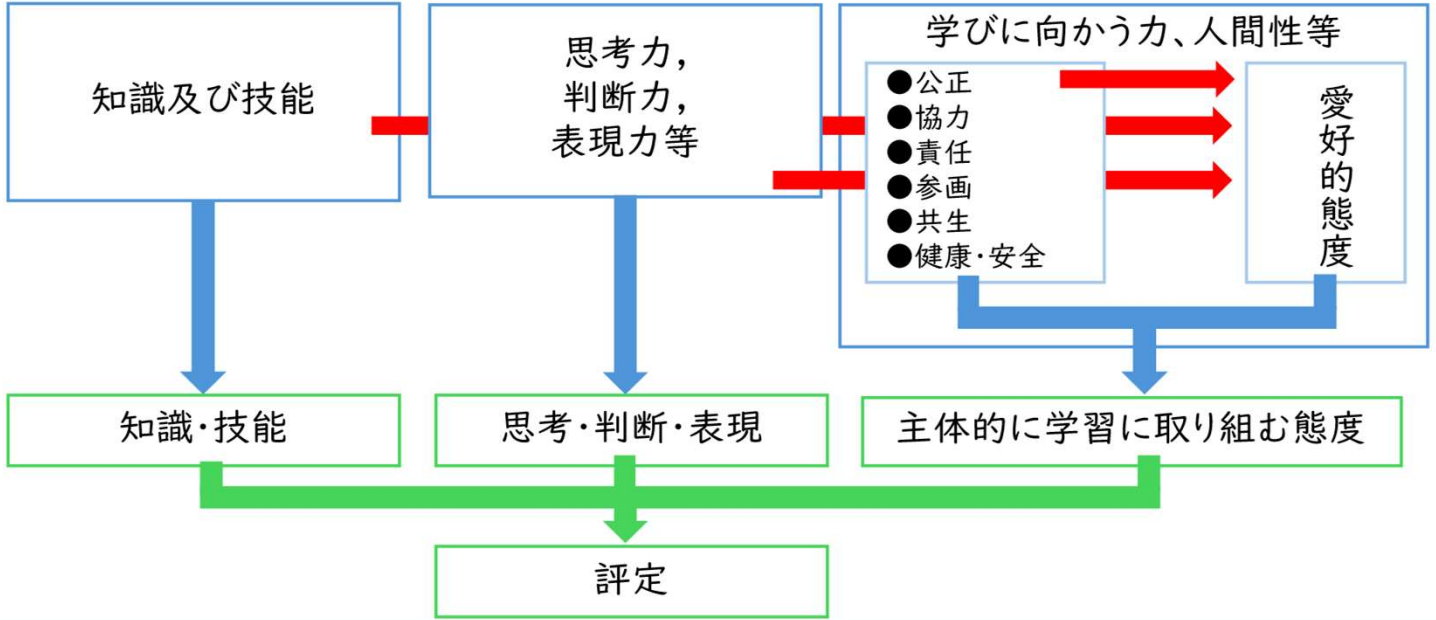 知識及び技能
思考力，
判断力，
表現力等
学びに向かう力、人間性等
●公正
●協力
●責任
●参画
●共生
●健康・安全
愛好的態度
知識・技能
思考・判断・表現
主体的に学習に取り組む態度
評定